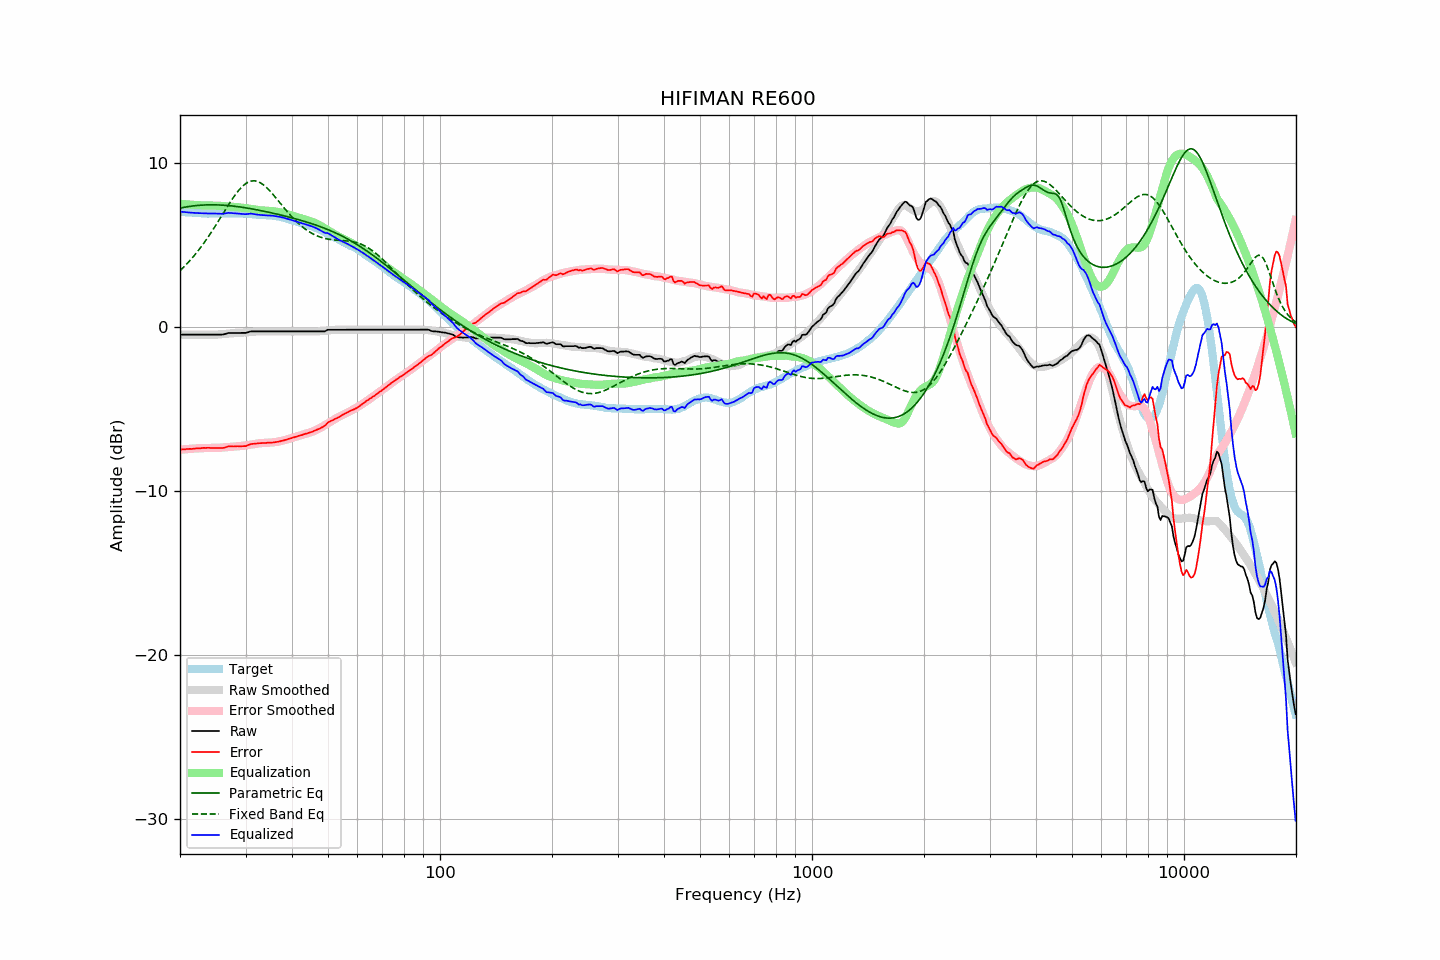 HIFIMAN RE600
10
0
−10
−20
−30
Amplitude (dBr)
Target
Raw Smoothed
Error Smoothed
Raw
Error
Equalization
Parametric Eq
Fixed Band Eq
Equalized
100
1000
10000
Frequency (Hz)